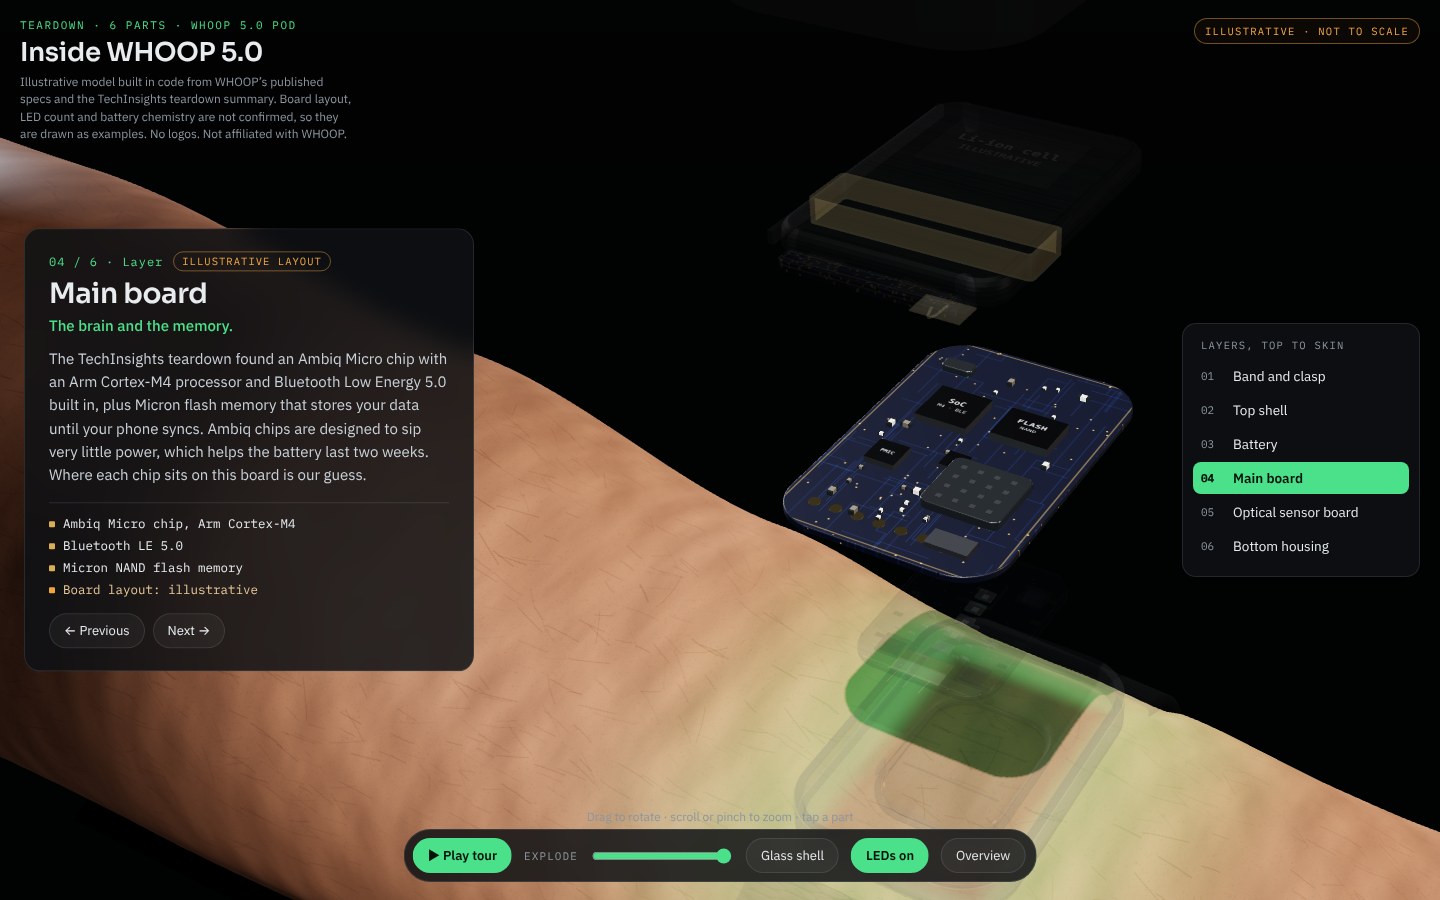 TEARDOWN · 6 PARTS · WHOOP 5.0 POD
Inside WHOOP 5.0
Illustrative model built in code from WHOOP's published
specs and the TechInsights teardown summary. Board layout,
LED count and battery chemistry are not confirmed, so they
are drawn as examples. No logos. Not affiliated with WHOOP.
ILLUSTRATIVE · NOT TO SCALE
Li-ion cell
ILLUSTRATIVE
04 / 6 · Layer
ILLUSTRATIVE LAYOUT
Main board
The brain and the memory.
The TechInsights teardown found an Ambiq Micro chip with
an Arm Cortex-M4 processor and Bluetooth Low Energy 5.0
built in, plus Micron flash memory that stores your data
until your phone syncs. Ambiq chips are designed to sip
very little power, which helps the battery last two weeks.
Where each chip sits on this board is our guess.
Ambiq Micro chip, Arm Cortex-M4
Bluetooth LE 5.0
Micron NAND flash memory
Board layout: illustrative
← Previous
Next →
SoC
M4 · BLE
FLASH
NAND
PMIC
LAYERS, TOP TO SKIN
01 Band and clasp
02 Top shell
03 Battery
04 Main board
05 Optical sensor board
06 Bottom housing
Drag to rotate · scroll or pinch to zoom · tap a part
▶ Play tour
EXPLODE
Glass shell
LEDs on
Overview